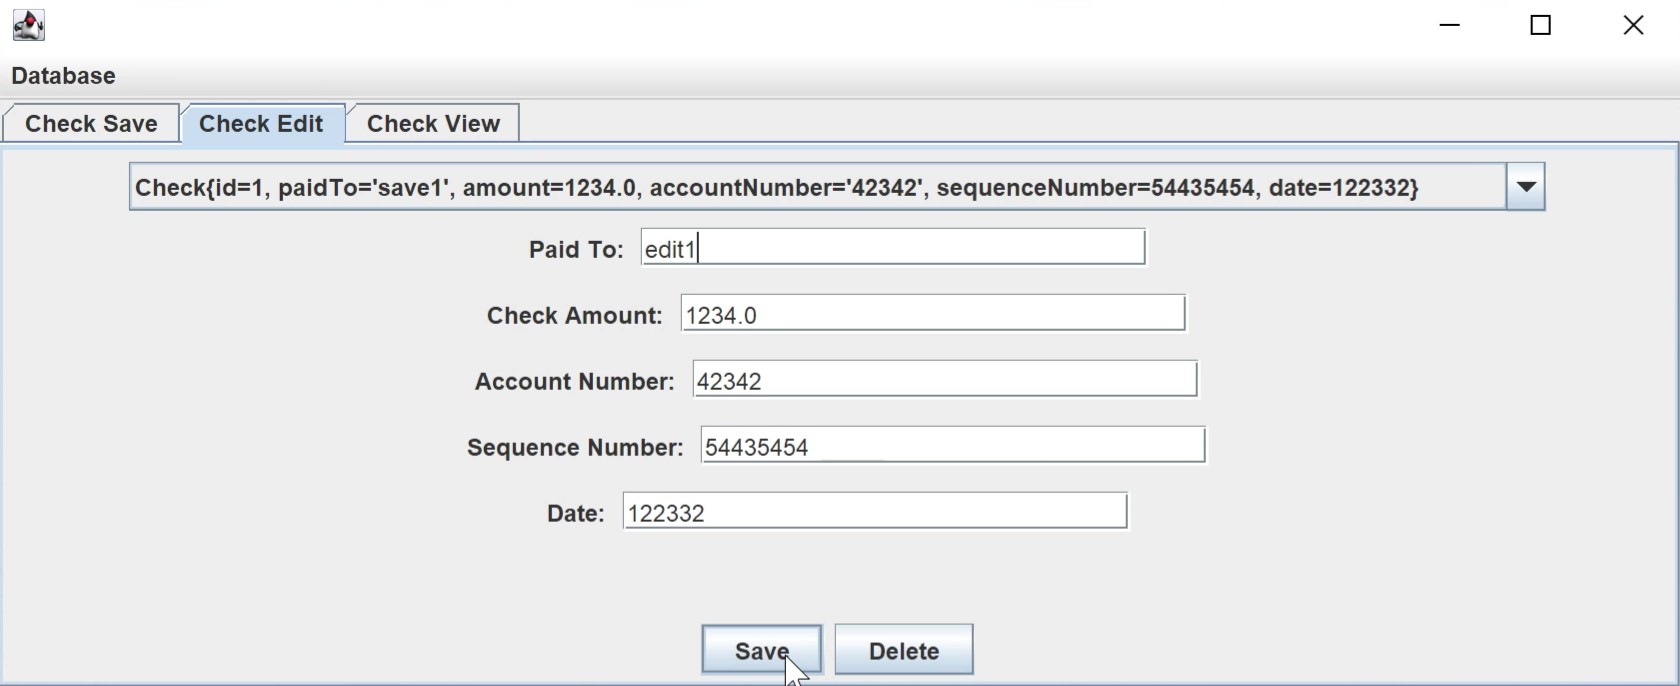 Database
Check Save Check Edit Check View
Check{id=1, paidTo='save1', amount=1234.0, accountNumber='42342', sequenceNumber=54435454, date=122332}
Paid To: edit1
Check Amount: 1234.0
Account Number: 42342
Sequence Number: 54435454
Date: 122332
Save Delete